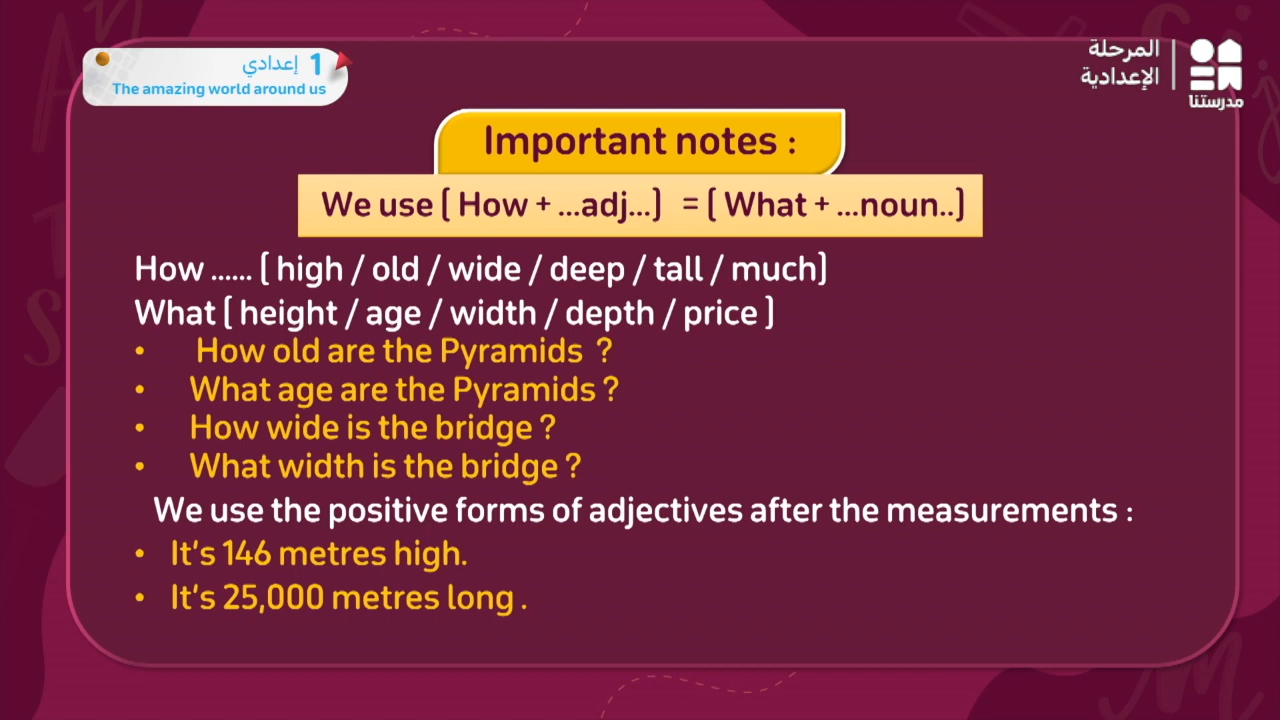 1 إعدادي
The amazing world around us
المرحلة
الإعدادية
مدرستنا
Important notes :
We use [ How + ...adj...] = [ What + ...noun..]
How ...... [ high / old / wide / deep / tall / much]
What [ height / age / width / depth / price ]
• How old are the Pyramids ?
• What age are the Pyramids ?
• How wide is the bridge ?
• What width is the bridge ?
We use the positive forms of adjectives after the measurements :
• It's 146 metres high.
• It's 25,000 metres long .